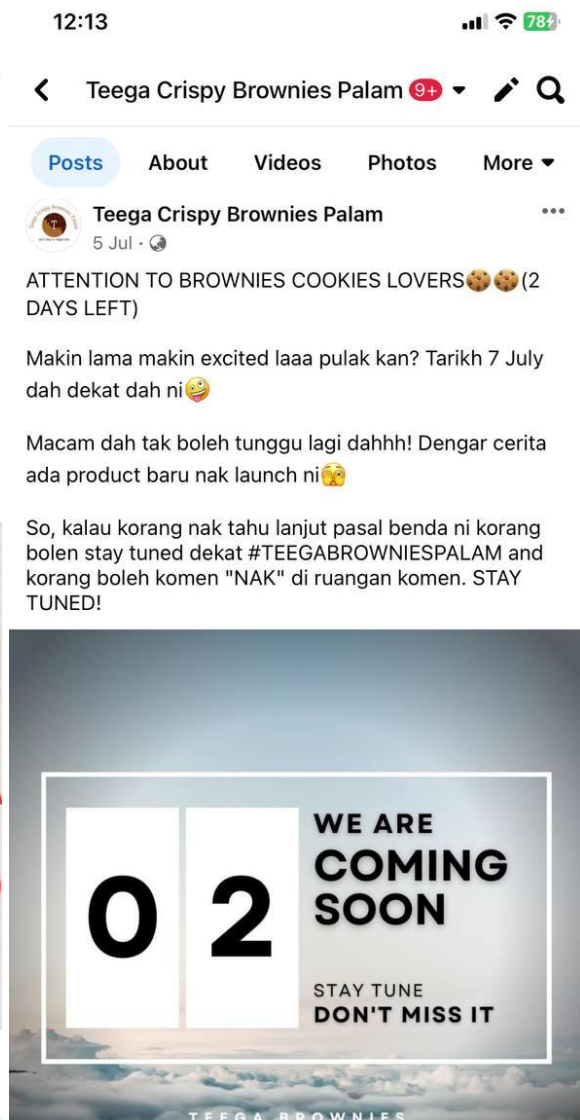 12:13
78
Teega Crispy Brownies Palam 9+
Posts About Videos Photos More
Teega Crispy Brownies Palam
5 Jul ·
ATTENTION TO BROWNIES COOKIES LOVERS🍪🍪(2
DAYS LEFT)
Makin lama makin excited laaa pulak kan? Tarikh 7 July
dah dekat dah ni🤪
Macam dah tak boleh tunggu lagi dahhh! Dengar cerita
ada product baru nak launch ni🫣
So, kalau korang nak tahu lanjut pasal benda ni korang
bolen stay tuned dekat #TEEGABROWNIESPALAM and
korang boleh komen "NAK" di ruangan komen. STAY
TUNED!
02
WE ARE
COMING
SOON
STAY TUNE
DON'T MISS IT
TEEGA BROWNIES